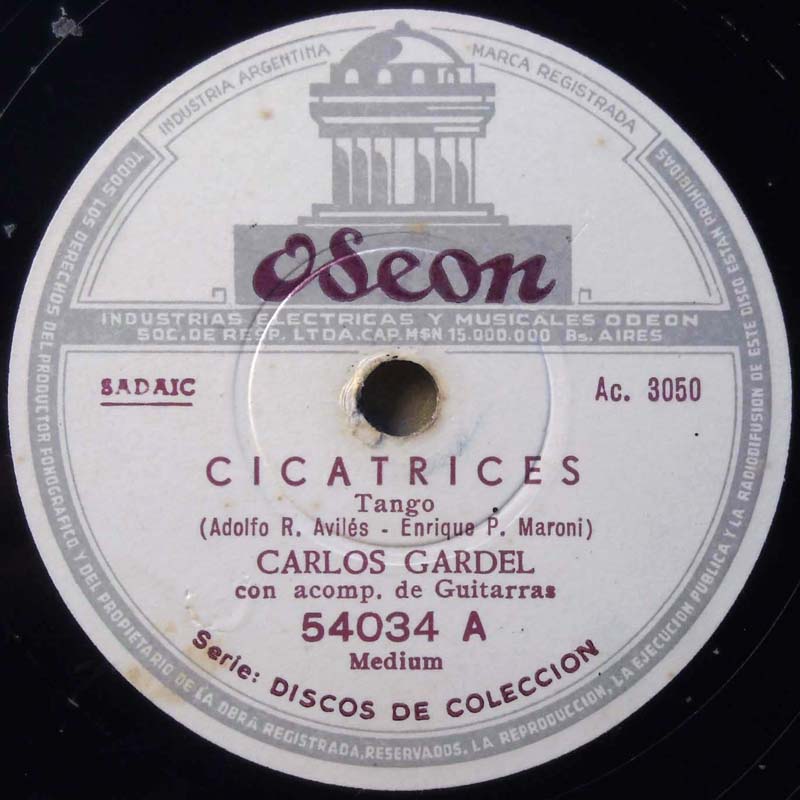 INDUSTRIA ARGENTINA
MARCA REGISTRADA
Odeon
INDUSTRIAS ELECTRICAS Y MUSICALES ODEON
SOC. DE RESP. LTDA. CAP. M$N 15.000.000 Bs. AIRES
SADAIC
Ac. 3050
CICATRICES
Tango
(Adolfo R. Avilés - Enrique P. Maroni)
CARLOS GARDEL
con acomp. de Guitarras
54034 A
Medium
Serie: DISCOS DE COLECCION
TODOS LOS DERECHOS DEL PRODUCTOR FONOGRAFICO Y DEL PROPIETARIO DE LA OBRA REGISTRADA, RESERVADOS. LA REPRODUCCION, LA EJECUCION PUBLICA Y LA RADIODIFUSION DE ESTE DISCO ESTAN PROHIBIDAS